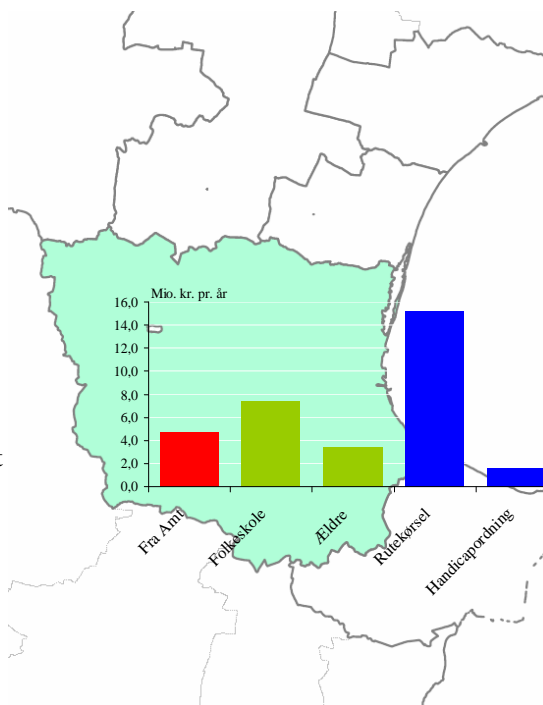 Mio. kr. pr. år
16,0
14,0
12,0
10,0
8,0
6,0
4,0
2,0
0,0
t
Fra Amt
Folkeskole
Ældre
Rutekørsel
Handicapordning